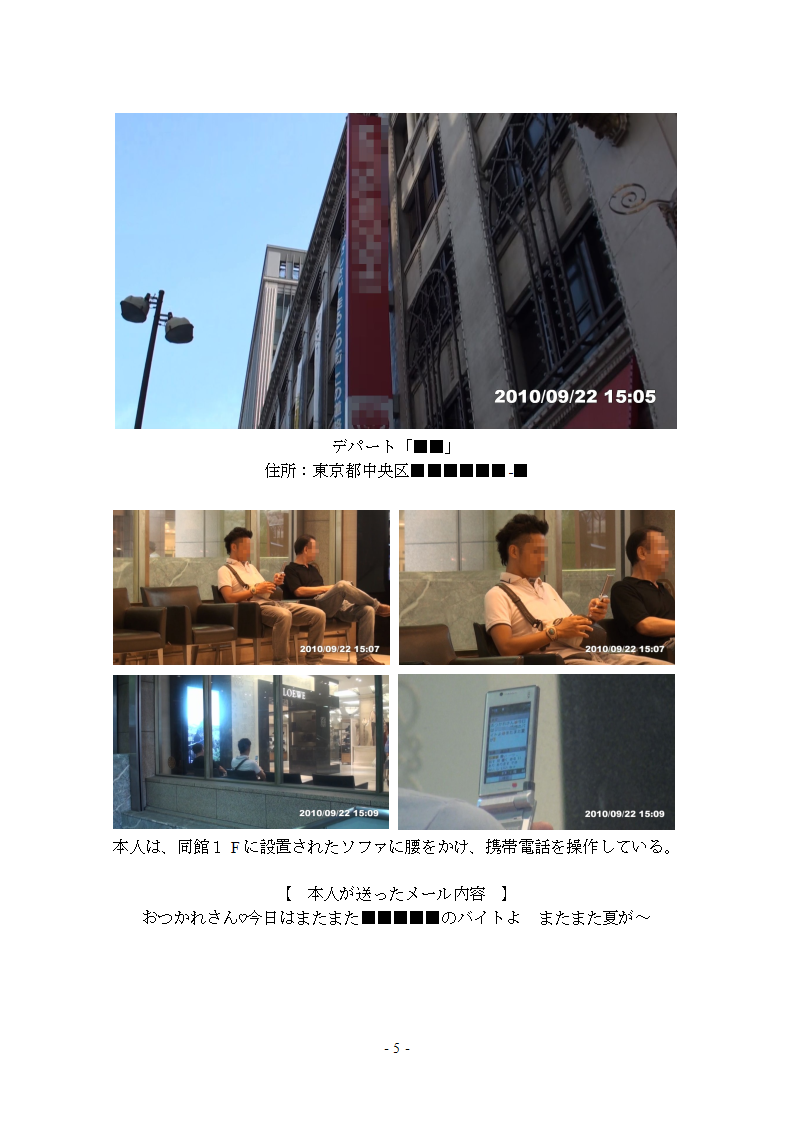 2010/09/22 15:05
デパート「■■」
住所：東京都中央区■■■■■■-■
2010/09/22 15:07
2010/09/22 15:07
LOEWE
2010/09/22 15:09
2010/09/22 15:09
本人は、同館１Ｆに設置されたソファに腰をかけ、携帯電話を操作している。
【　本人が送ったメール内容　】
おつかれさん♡今日はまたまた■■■■■のバイトよ　またまた夏が～
- 5 -